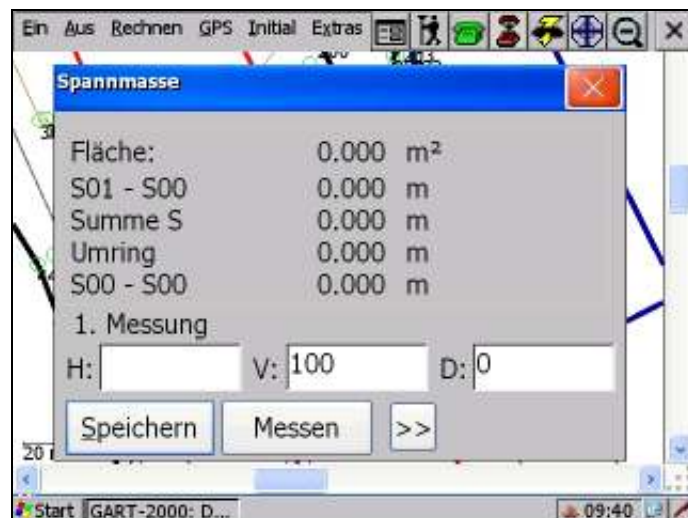 Ein Aus Rechnen GPS Initial Extras
Spannmasse
Fläche: 0.000 m²
S01 - S00 0.000 m
Summe S 0.000 m
Umring 0.000 m
S00 - S00 0.000 m
1. Messung
H: V: 100 D: 0
Speichern Messen >>
20
Start GART-2000: D... 09:40